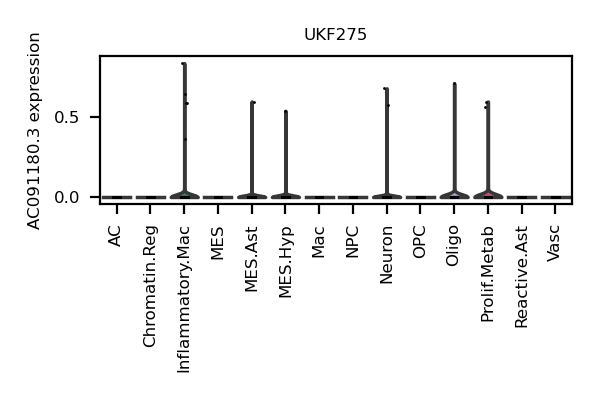 UKF275
AC091180.3 expression
0.5
0.0
AC
Chromatin.Reg
Inflammatory.Mac
MES
MES.Ast
MES.Hyp
Mac
NPC
Neuron
OPC
Oligo
Prolif.Metab
Reactive.Ast
Vasc